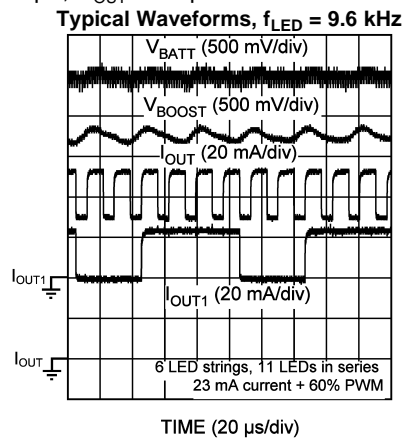 Typical Waveforms, fLED = 9.6 kHz
VBATT (500 mV/div)
VBOOST (500 mV/div)
IOUT (20 mA/div)
IOUT1
IOUT1 (20 mA/div)
IOUT
6 LED strings, 11 LEDs in series
23 mA current + 60% PWM
TIME (20 µs/div)